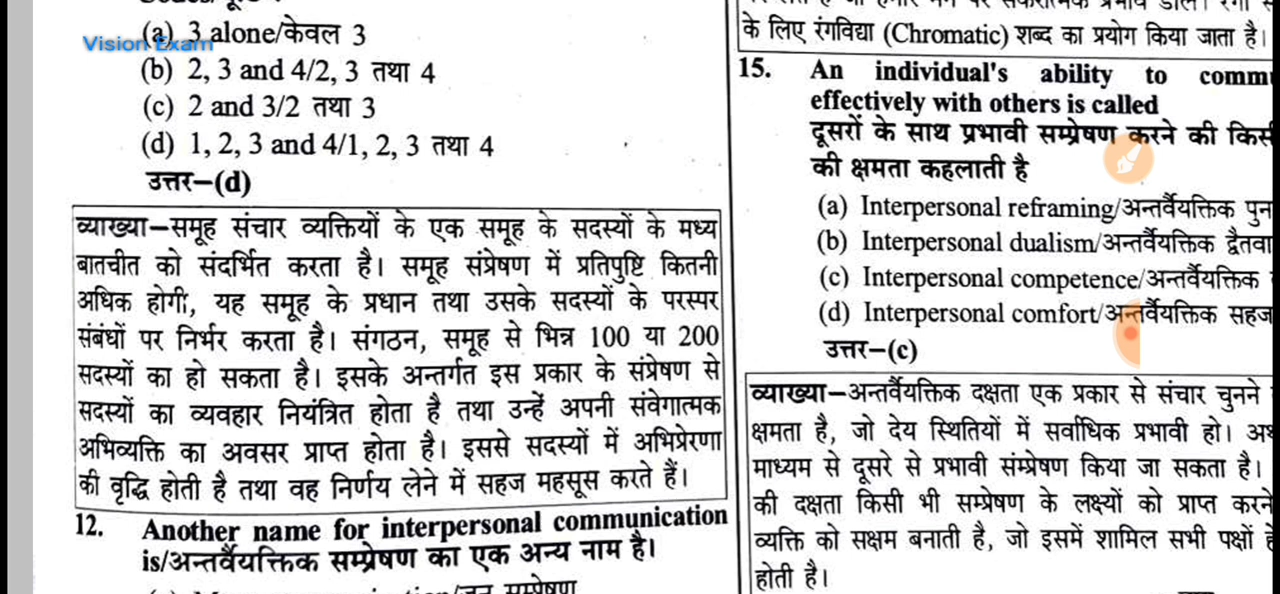 (a) 3 alone/केवल 3
Vision Exam
(b) 2, 3 and 4/2, 3 तथा 4
(c) 2 and 3/2 तथा 3
(d) 1, 2, 3 and 4/1, 2, 3 तथा 4
उत्तर–(d)
व्याख्या–समूह संचार व्यक्तियों के एक समूह के सदस्यों के मध्य
बातचीत को संदर्भित करता है। समूह संप्रेषण में प्रतिपुष्टि कितनी
अधिक होगी, यह समूह के प्रधान तथा उसके सदस्यों के परस्पर
संबंधों पर निर्भर करता है। संगठन, समूह से भिन्न 100 या 200
सदस्यों का हो सकता है। इसके अन्तर्गत इस प्रकार के संप्रेषण से
सदस्यों का व्यवहार नियंत्रित होता है तथा उन्हें अपनी संवेगात्मक
अभिव्यक्ति का अवसर प्राप्त होता है। इससे सदस्यों में अभिप्रेरणा
की वृद्धि होती है तथा वह निर्णय लेने में सहज महसूस करते हैं।
12. Another name for interpersonal communication
is/अन्तर्वैयक्तिक सम्प्रेषण का एक अन्य नाम है।
के लिए रंगविद्या (Chromatic) शब्द का प्रयोग किया जाता है।
15. An individual's ability to commu
effectively with others is called
दूसरों के साथ प्रभावी सम्प्रेषण करने की किसी
की क्षमता कहलाती है
(a) Interpersonal reframing/अन्तर्वैयक्तिक पुन
(b) Interpersonal dualism/अन्तर्वैयक्तिक द्वैतवा
(c) Interpersonal competence/अन्तर्वैयक्तिक
(d) Interpersonal comfort/अन्तर्वैयक्तिक सहज
उत्तर–(c)
व्याख्या–अन्तर्वैयक्तिक दक्षता एक प्रकार से संचार चुनने
क्षमता है, जो देय स्थितियों में सर्वाधिक प्रभावी हो।
माध्यम से दूसरे से प्रभावी संम्प्रेषण किया जा सकता है।
की दक्षता किसी भी सम्प्रेषण के लक्ष्यों को प्राप्त करने
व्यक्ति को सक्षम बनाती है, जो इसमें शामिल सभी पक्षों
होती है।